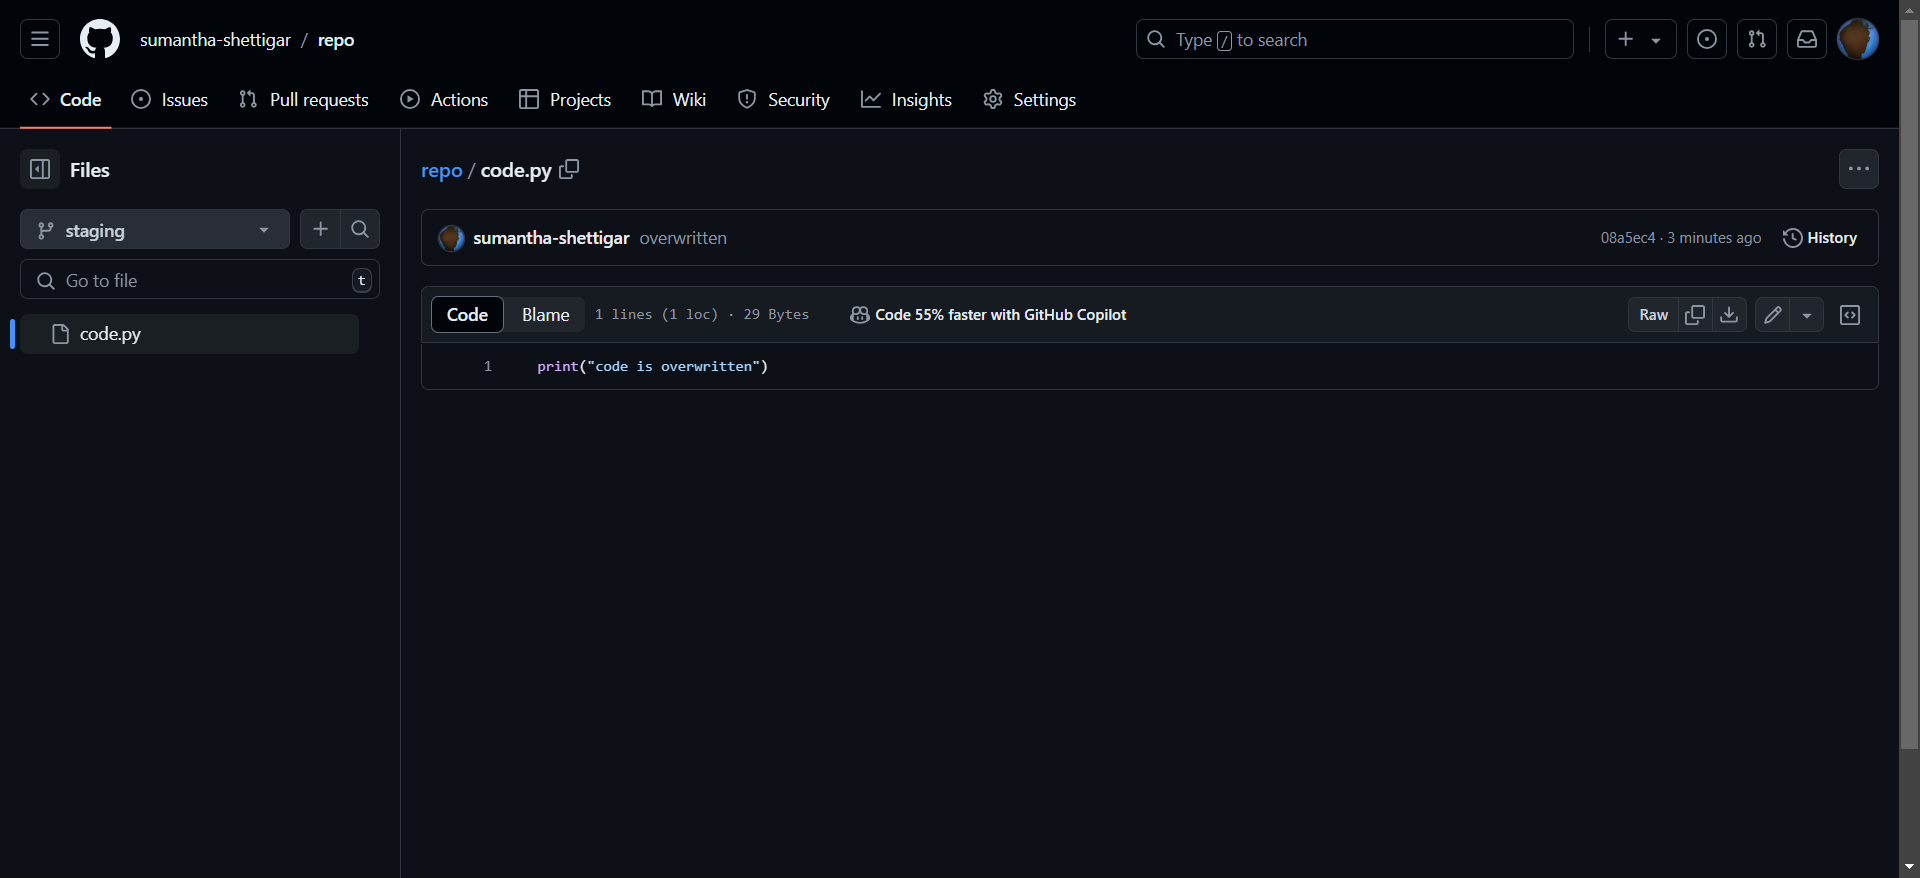 sumantha-shettigar / repo
Type / to search
Code Issues Pull requests Actions Projects Wiki Security Insights Settings
Files
staging
Go to file t
code.py
repo / code.py
sumantha-shettigar overwritten 08a5ec4 · 3 minutes ago History
Code Blame 1 lines (1 loc) · 29 Bytes Code 55% faster with GitHub Copilot Raw
1 print("code is overwritten")